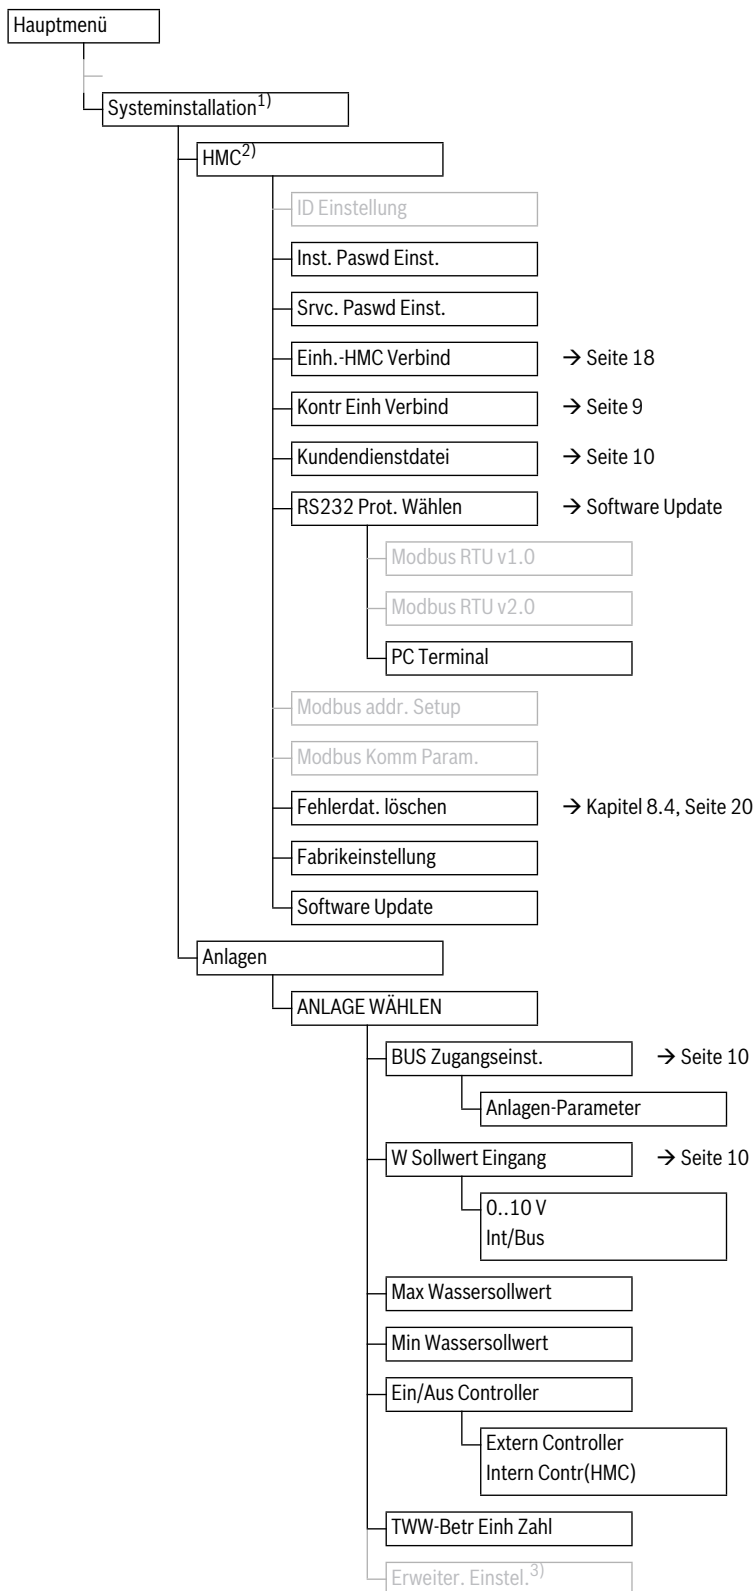 Hauptmenü
Systeminstallation1)
HMC2)
ID Einstellung
Inst. Paswd Einst.
Srvc. Paswd Einst.
Einh.-HMC Verbind → Seite 18
Kontr Einh Verbind → Seite 9
Kundendienstdatei → Seite 10
RS232 Prot. Wählen → Software Update
Modbus RTU v1.0
Modbus RTU v2.0
PC Terminal
Modbus addr. Setup
Modbus Komm Param.
Fehlerdat. löschen → Kapitel 8.4, Seite 20
Fabrikeinstellung
Software Update
Anlagen
ANLAGE WÄHLEN
BUS Zugangseinst. → Seite 10
Anlagen-Parameter
W Sollwert Eingang → Seite 10
0..10 V
Int/Bus
Max Wassersollwert
Min Wassersollwert
Ein/Aus Controller
Extern Controller
Intern Contr(HMC)
TWW-Betr Einh Zahl
Erweiter. Einstel.3)